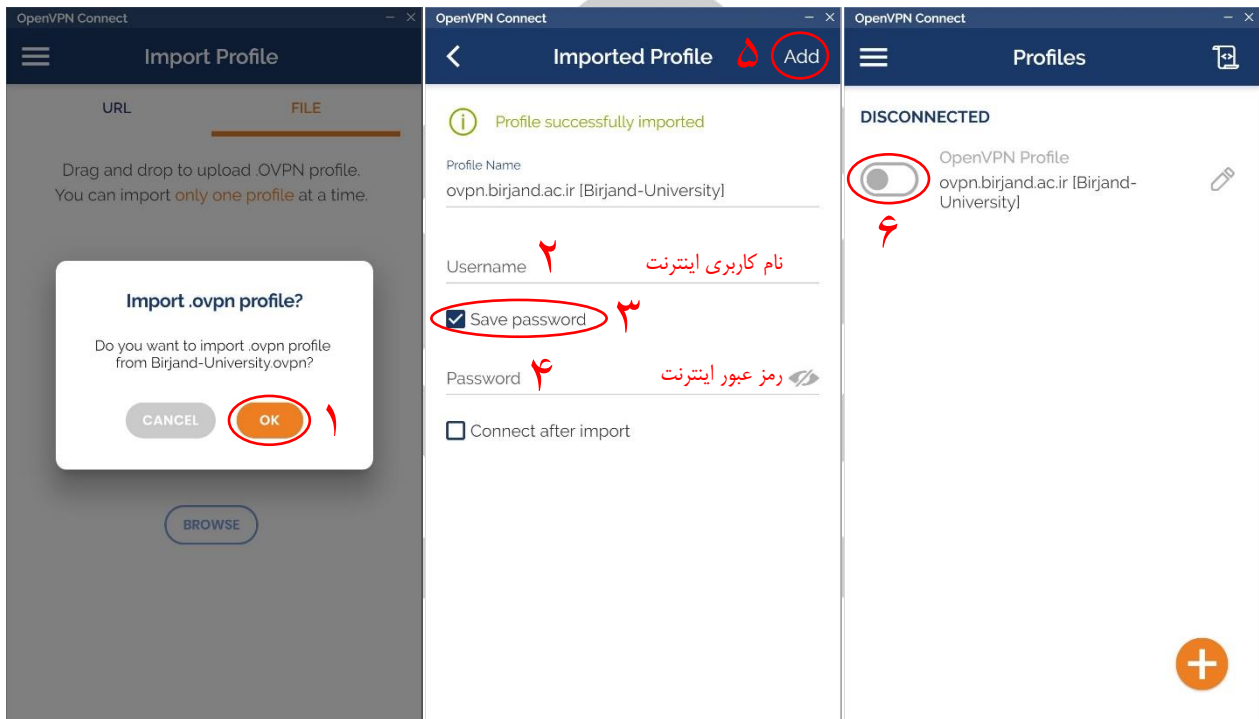 OpenVPN Connect
Import Profile
URL
FILE
Drag and drop to upload .OVPN profile.
You can import only one profile at a time.
Import .ovpn profile?
Do you want to import .ovpn profile
from Birjand-University.ovpn?
CANCEL
OK
۱
BROWSE
OpenVPN Connect
Imported Profile
۵
Add
Profile successfully imported
Profile Name
ovpn.birjand.ac.ir [Birjand-University]
Username
۲
نام کاربری اینترنت
Save password
۳
Password
۴
رمز عبور اینترنت
Connect after import
OpenVPN Connect
Profiles
DISCONNECTED
OpenVPN Profile
ovpn.birjand.ac.ir [Birjand-
University]
۶